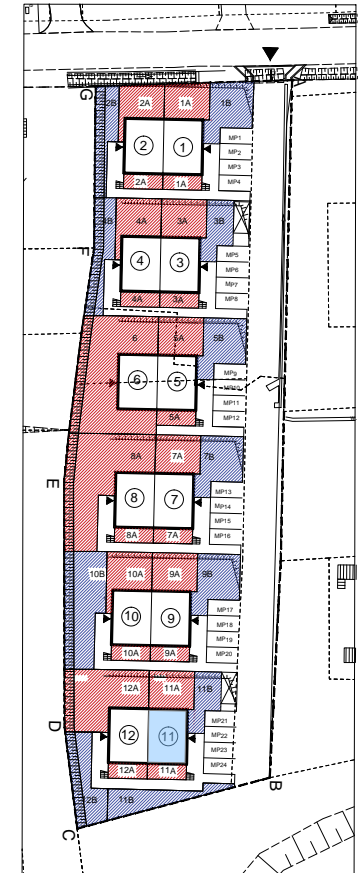 G 2B 2A 1A 1B
2 1
MP1
MP2
MP3
MP4
2A 1A
4A 3A 3B
F
4 3
MP5
MP6
MP7
MP8
4A 3A
6 5A 5B
6 5
MP9
MP10
MP11
MP12
5A
8A 7A 7B
E
8 7
MP13
MP14
MP15
MP16
8A 7A
10B 10A 9A 9B
10 9
MP17
MP18
MP19
MP20
10A 9A
12A 11A 11B
D
12 11
MP21
MP22
MP23
MP24
12A 11A
B
2B 11B
C